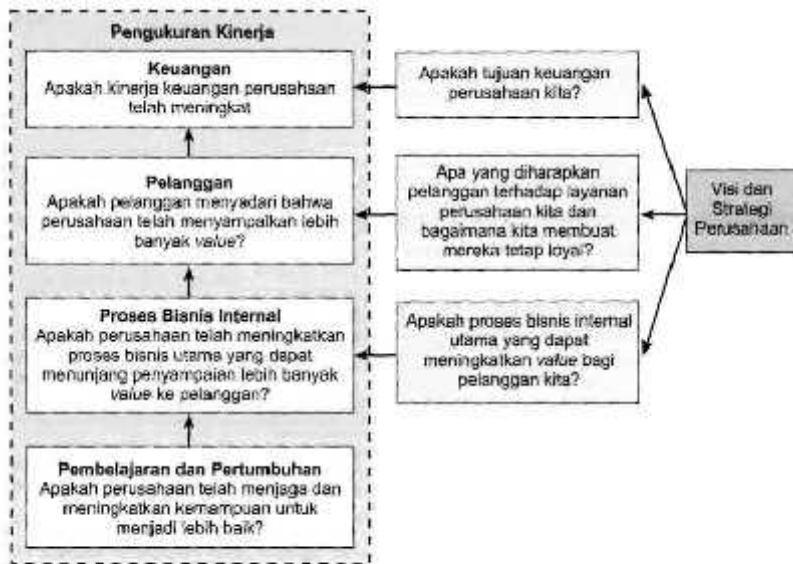 Pengukuran Kinerja
Keuangan
Apakah kinerja keuangan perusahaan
telah meningkat
Apakah tujuan keuangan
perusahaan kita?
Pelanggan
Apakah pelanggan menyadari bahwa
perusahaan telah menyampaikan lebih
banyak value?
Apa yang diharapkan
pelanggan terhadap layanan
perusahaan kita dan
bagaimana kita membuat
mereka tetap loyal?
Visi dan
Strategi
Perusahaan
Proses Bisnis Internal
Apakah perusahaan telah meningkatkan
proses bisnis utama yang dapat
menunjang penyampaian lebih banyak
value ke pelanggan?
Apakah proses bisnis internal
utama yang dapat
meningkatkan value bagi
pelanggan kita?
Pembelajaran dan Pertumbuhan
Apakah perusahaan telah menjaga dan
meningkatkan kemampuan untuk
menjadi lebih baik?